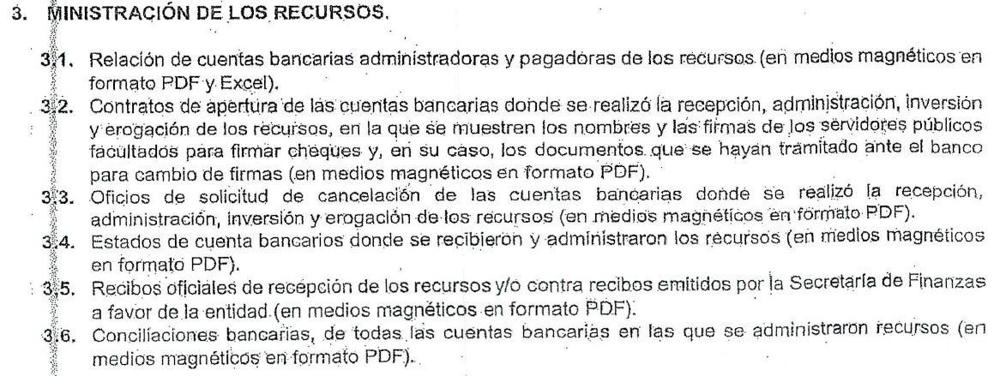 3. MINISTRACIÓN DE LOS RECURSOS.
3.1. Relación de cuentas bancarias administradoras y pagadoras de los recursos (en medios magnéticos en
formato PDF y Excel).
3.2. Contratos de apertura de las cuentas bancarias donde se realizó la recepción, administración, inversión
y erogación de los recursos, en la que se muestren los nombres y las firmas de los servidores públicos
facultados para firmar cheques y, en su caso, los documentos que se hayan tramitado ante el banco
para cambio de firmas (en medios magnéticos en formato PDF).
3.3. Oficios de solicitud de cancelación de las cuentas bancarias donde se realizó la recepción,
administración, inversión y erogación de los recursos (en medios magnéticos en formato PDF).
3.4. Estados de cuenta bancarios donde se recibieron y administraron los recursos (en medios magnéticos
en formato PDF).
3.5. Recibos oficiales de recepción de los recursos y/o contra recibos emitidos por la Secretaría de Finanzas
a favor de la entidad (en medios magnéticos en formato PDF).
3.6. Conciliaciones bancarias, de todas las cuentas bancarias en las que se administraron recursos (en
medios magnéticos en formato PDF).